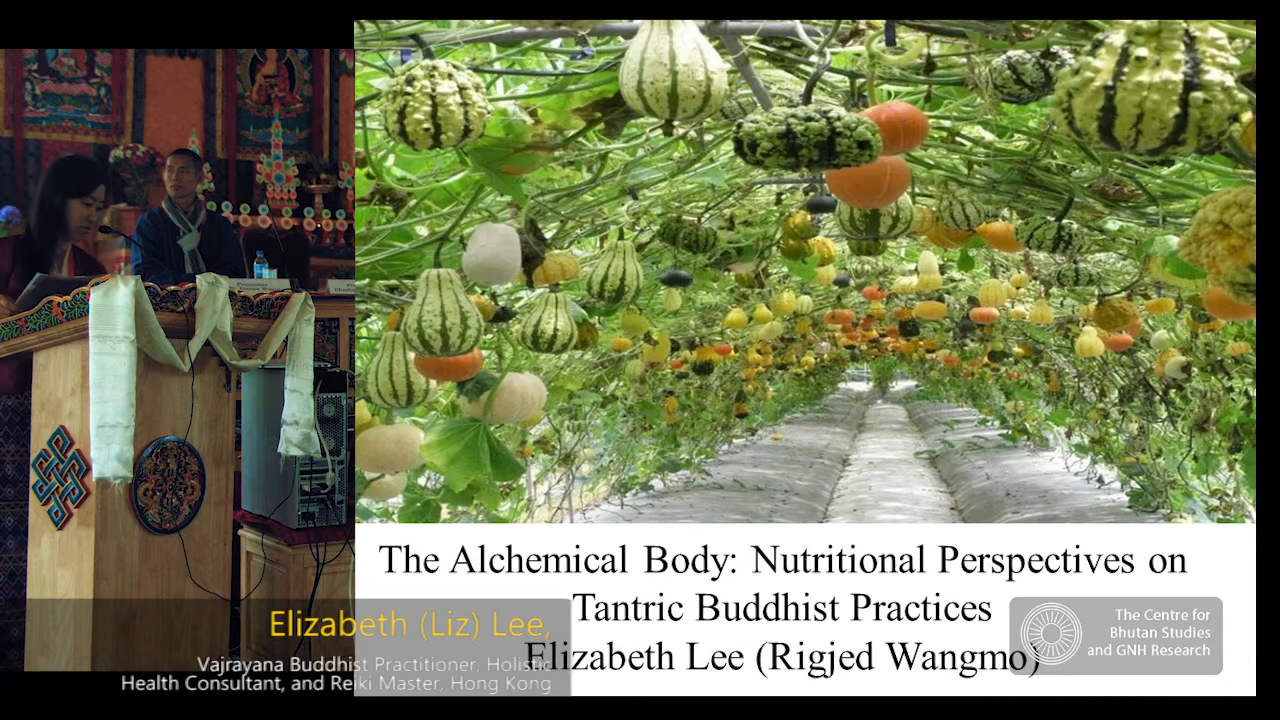 The Alchemical Body: Nutritional Perspectives on
Tantric Buddhist Practices
Elizabeth Lee (Rigjed Wangmo)
Elizabeth (Liz) Lee,
Vajrayana Buddhist Practitioner, Holistic
Health Consultant, and Reiki Master, Hong Kong
The Centre for
Bhutan Studies
and GNH Research